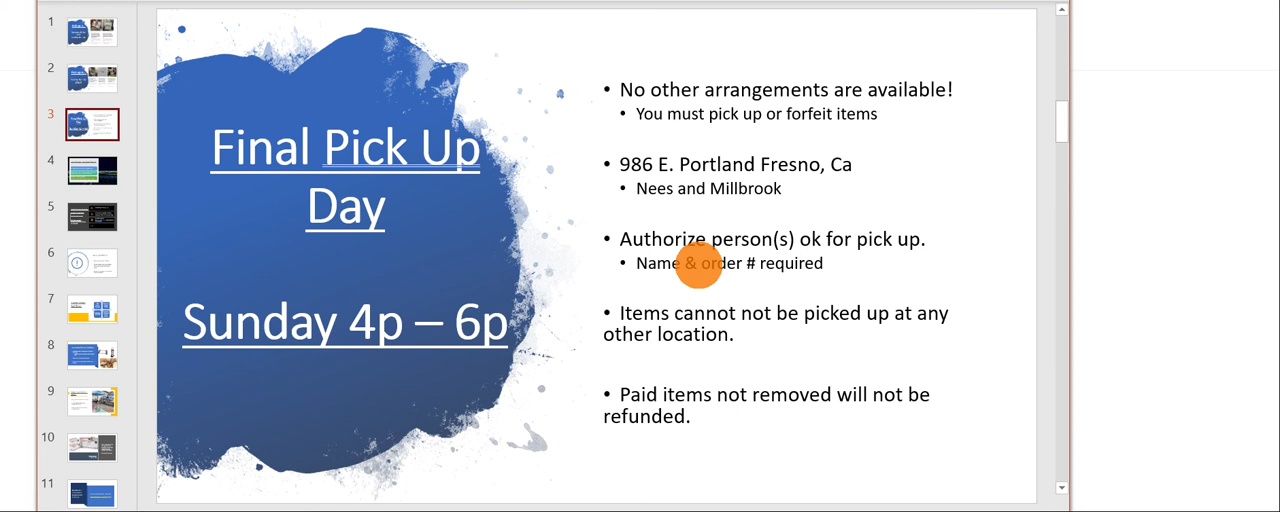 1
2
3
4
5
6
7
8
9
10
11
Final Pick Up
Day
Sunday 4p – 6p
• No other arrangements are available!
• You must pick up or forfeit items
• 986 E. Portland Fresno, Ca
• Nees and Millbrook
• Authorize person(s) ok for pick up.
• Name & order # required
• Items cannot not be picked up at any
other location.
• Paid items not removed will not be
refunded.